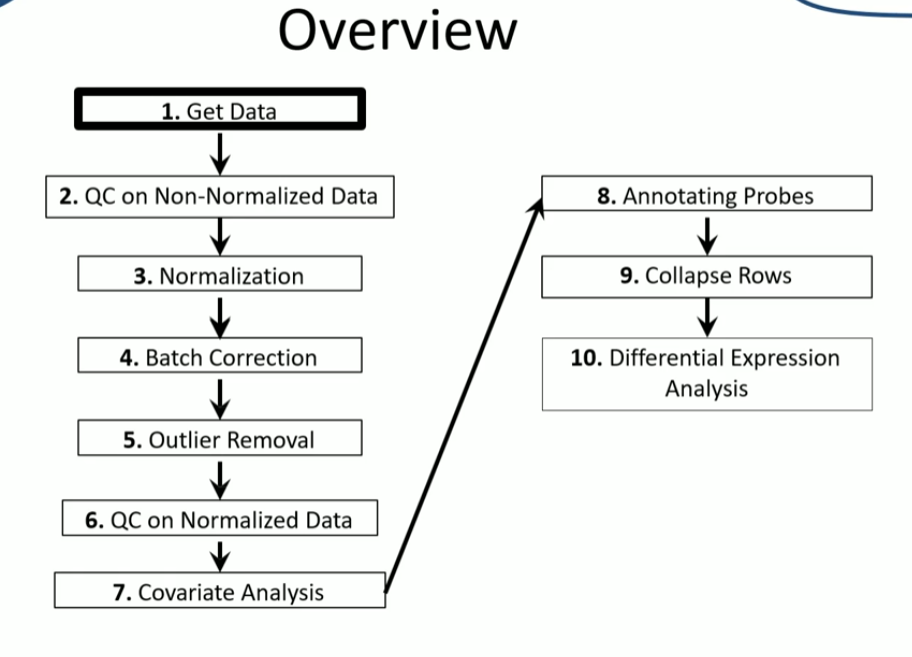 Overview
1. Get Data
2. QC on Non-Normalized Data
3. Normalization
4. Batch Correction
5. Outlier Removal
6. QC on Normalized Data
7. Covariate Analysis
8. Annotating Probes
9. Collapse Rows
10. Differential Expression
Analysis